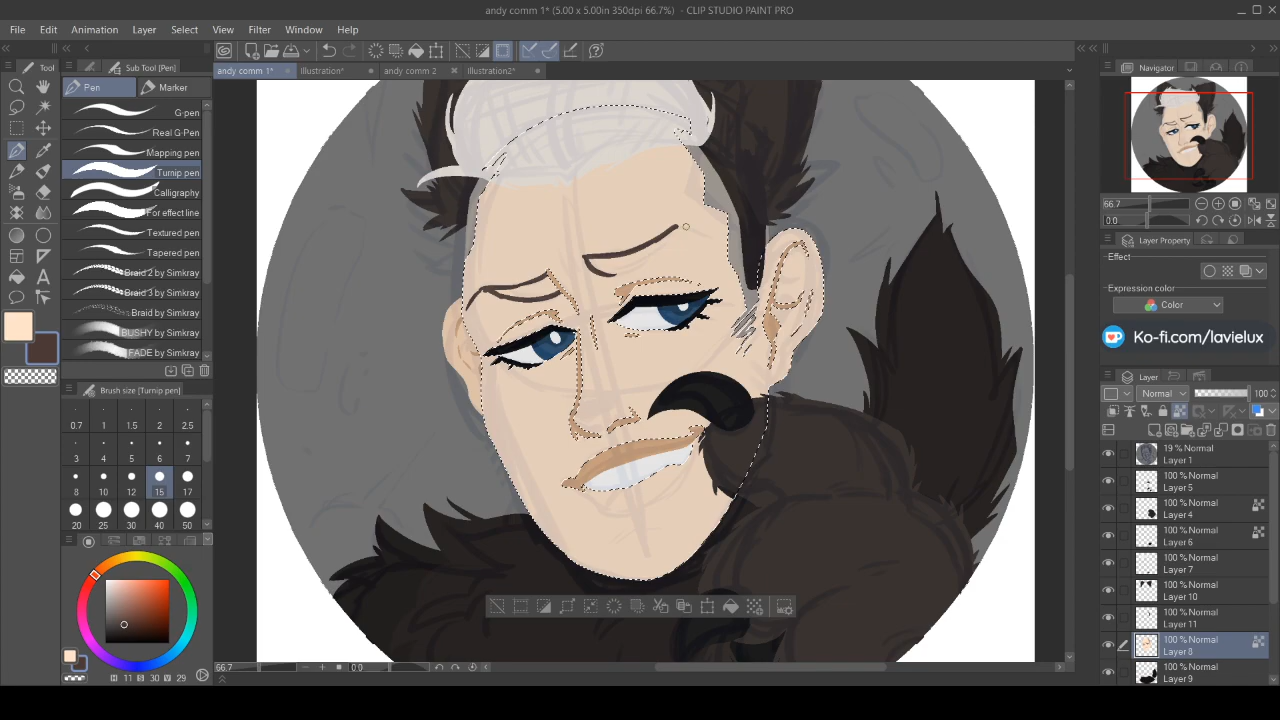 andy comm 1* (5.00 x 5.00in 350dpi 66.7%) - CLIP STUDIO PAINT PRO
File Edit Animation Layer Select View Filter Window Help
Tool
Sub Tool [Pen]
andy comm 1* Illustration* andy comm 2 Illustration2*
Navigator
Pen Marker
G-pen
Real G-Pen
Mapping pen
Turnip pen
Calligraphy
For effect line
Textured pen
Tapered pen
Braid 2 by Simkray
Braid 3 by Simkray
Braid by Simkray
BUSHY by Simkray
FADE by Simkray
Brush size [Turnip pen]
0.7 1 1.5 2 2.5
3 4 5 6 7
8 10 12 15 17
20 25 30 40 50
H 11 S 30 V 29
66.7 0.0
66.7
0.0
Layer Property
Effect
Expression color
Color
Ko-fi.com/lavielux
Layer
Normal 100
19 % Normal
Layer 1
100 % Normal
Layer 5
100 % Normal
Layer 4
100 % Normal
Layer 6
100 % Normal
Layer 7
100 % Normal
Layer 10
100 % Normal
Layer 11
100 % Normal
Layer 8
100 % Normal
Layer 9